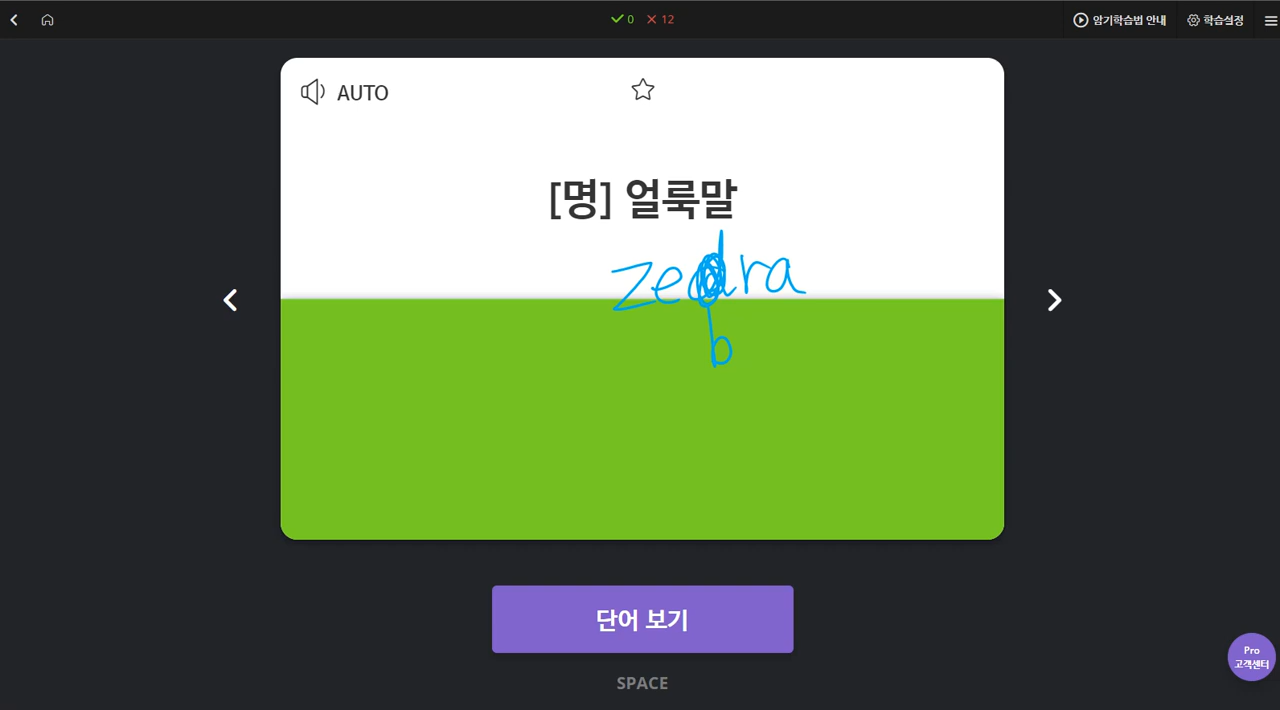 0 12 암기학습법 안내 학습설정
AUTO
[명] 얼룩말
zedra
b
단어 보기
SPACE
Pro
고객센터